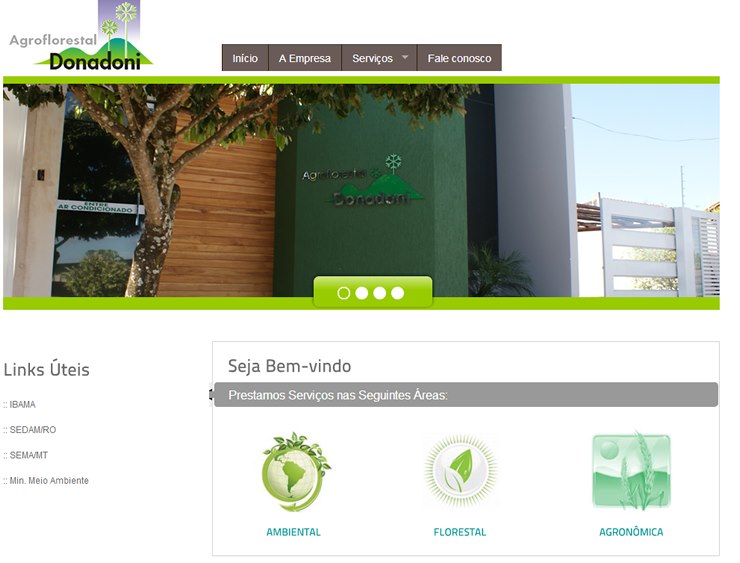 Agroflorestal
Donadoni
Início
A Empresa
Serviços
Fale conosco
ENTRE
AR CONDICIONADO
Agroflorestal
Donadoni
Links Úteis
:: IBAMA
:: SEDAM/RO
:: SEMA/MT
:: Min. Meio Ambiente
Seja Bem-vindo
Prestamos Serviços nas Seguintes Áreas:
AMBIENTAL
FLORESTAL
AGRONÔMICA